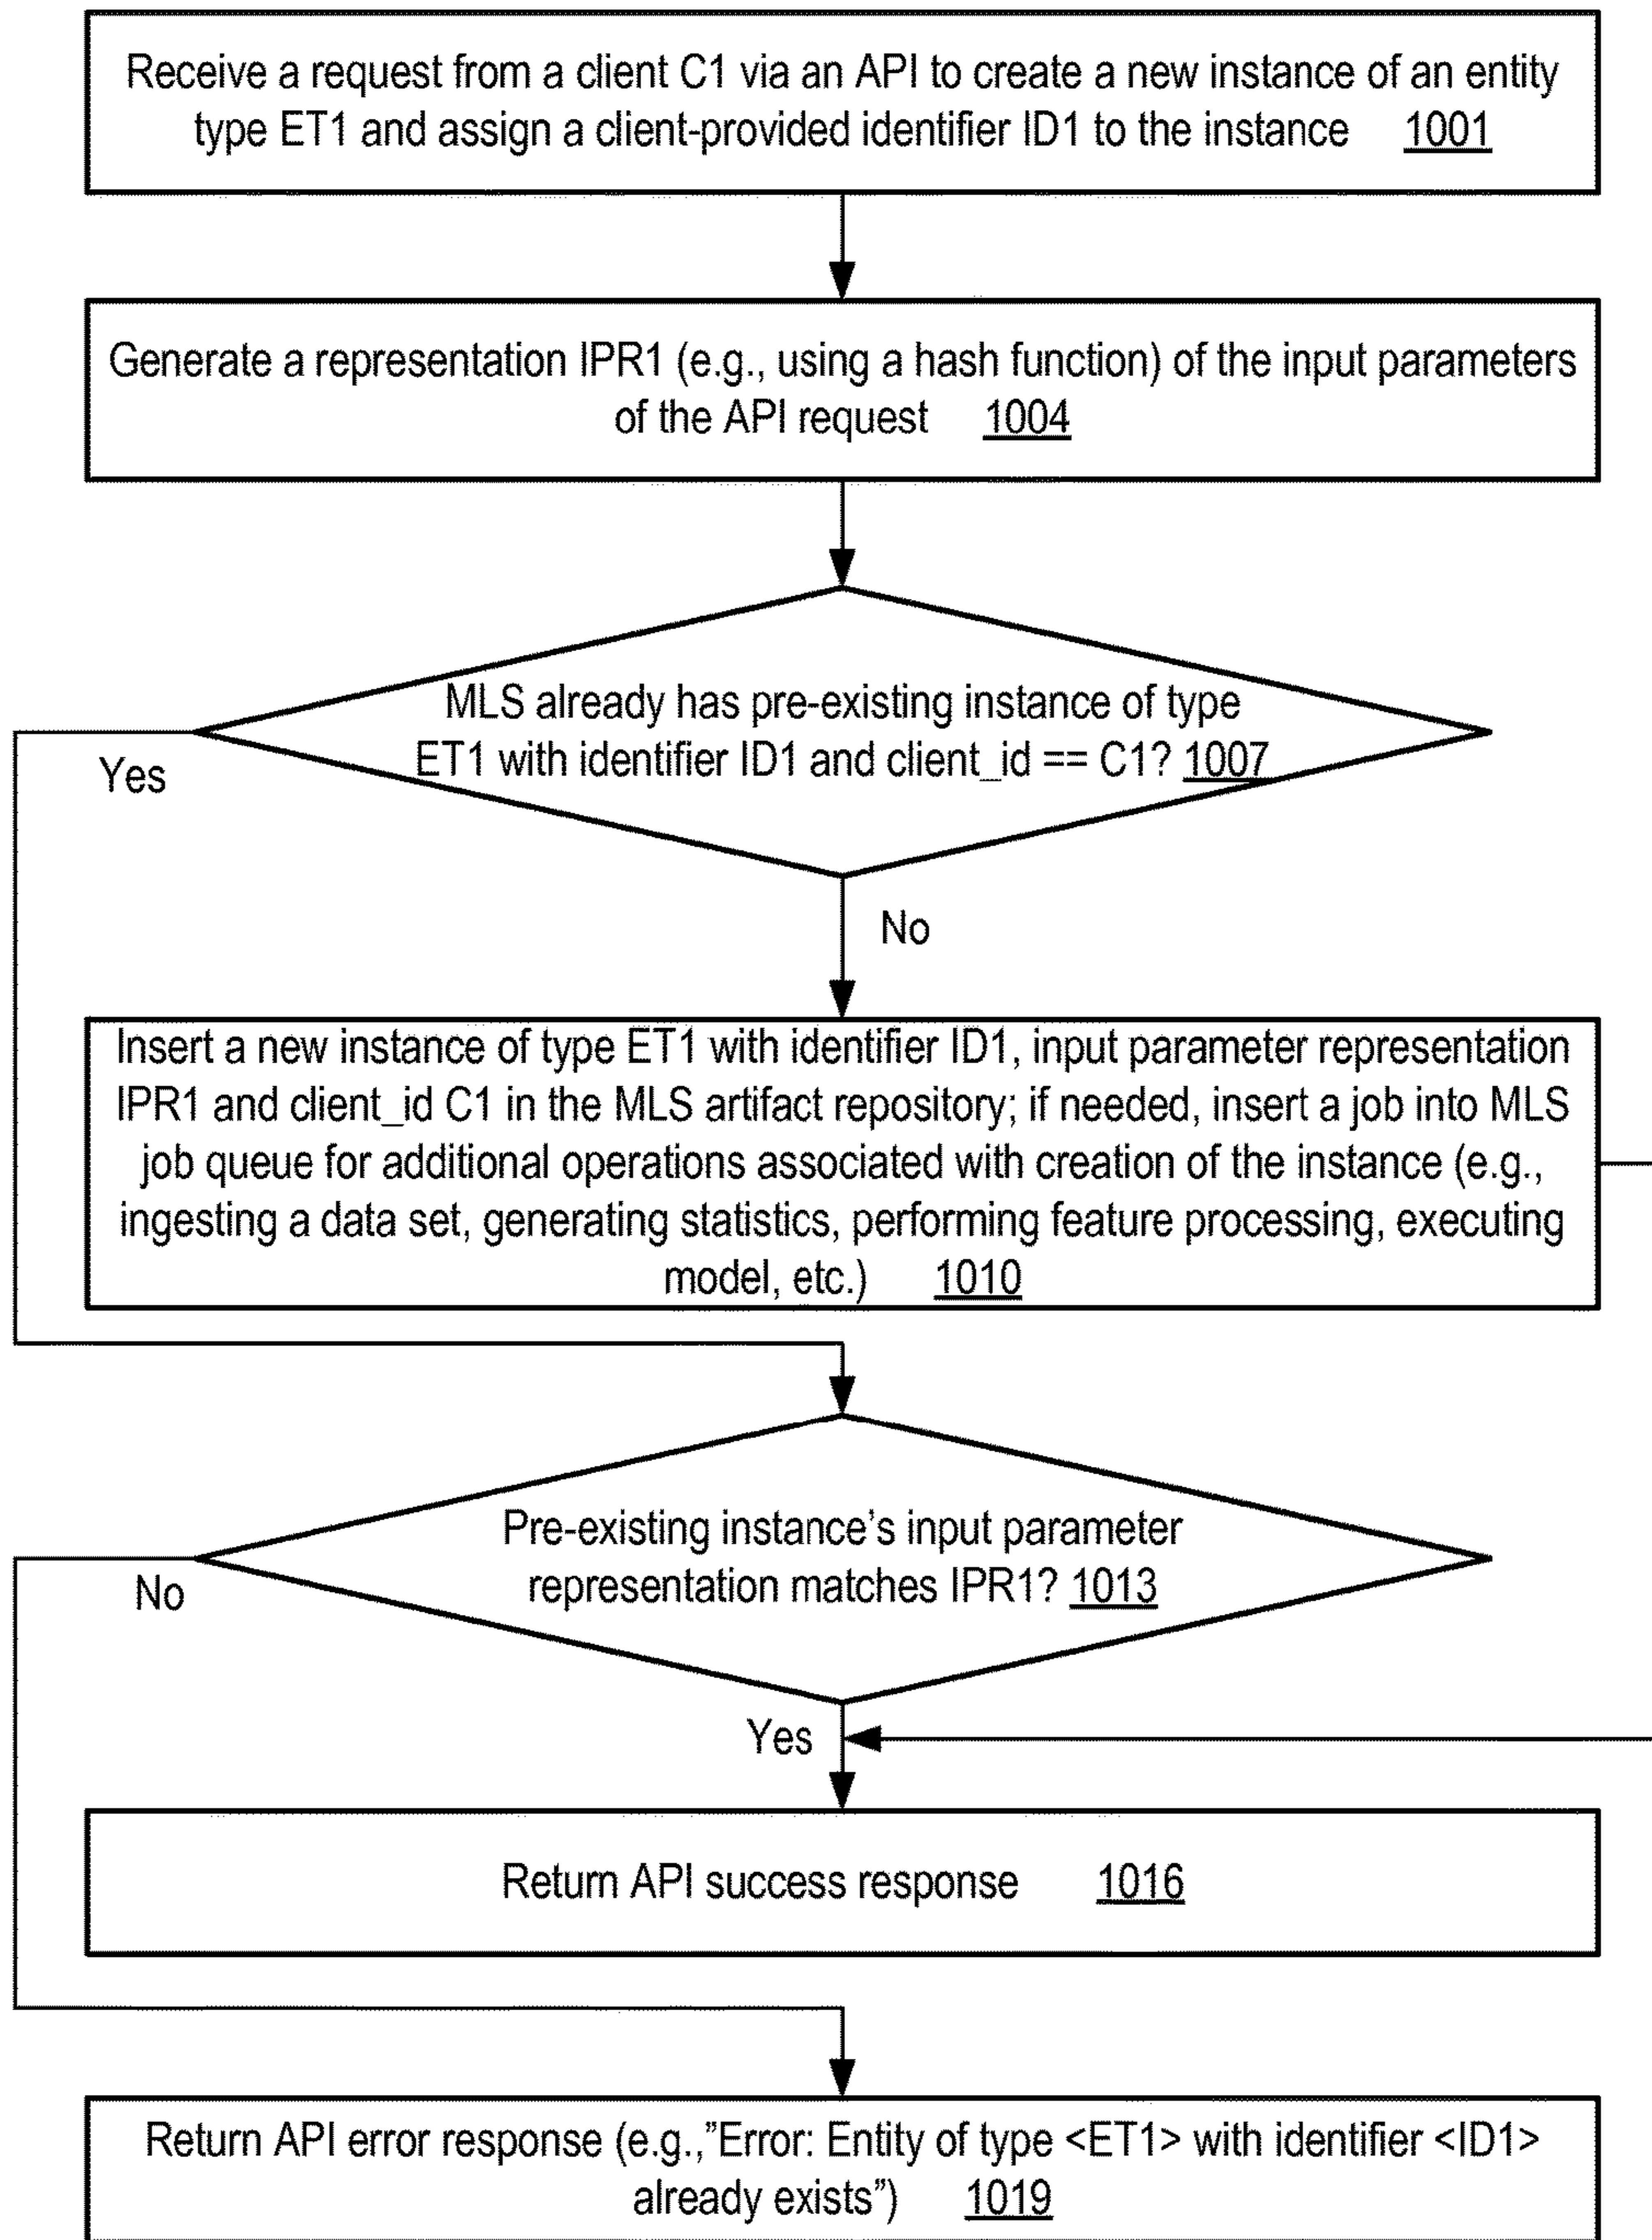 Receive a request from a client C1 via an API to create a new instance of an entity
type ET1 and assign a client-provided identifier ID1 to the instance 1001
Generate a representation IPR1 (e.g., using a hash function) of the input parameters
of the API request 1004
MLS already has pre-existing instance of type
ET1 with identifier ID1 and client_id == C1? 1007
Yes
No
Insert a new instance of type ET1 with identifier ID1, input parameter representation
IPR1 and client_id C1 in the MLS artifact repository; if needed, insert a job into MLS
job queue for additional operations associated with creation of the instance (e.g.,
ingesting a data set, generating statistics, performing feature processing, executing
model, etc.) 1010
Pre-existing instance’s input parameter
representation matches IPR1? 1013
No
Yes
Return API success response 1016
Return API error response (e.g.,”Error: Entity of type <ET1> with identifier <ID1>
already exists”) 1019